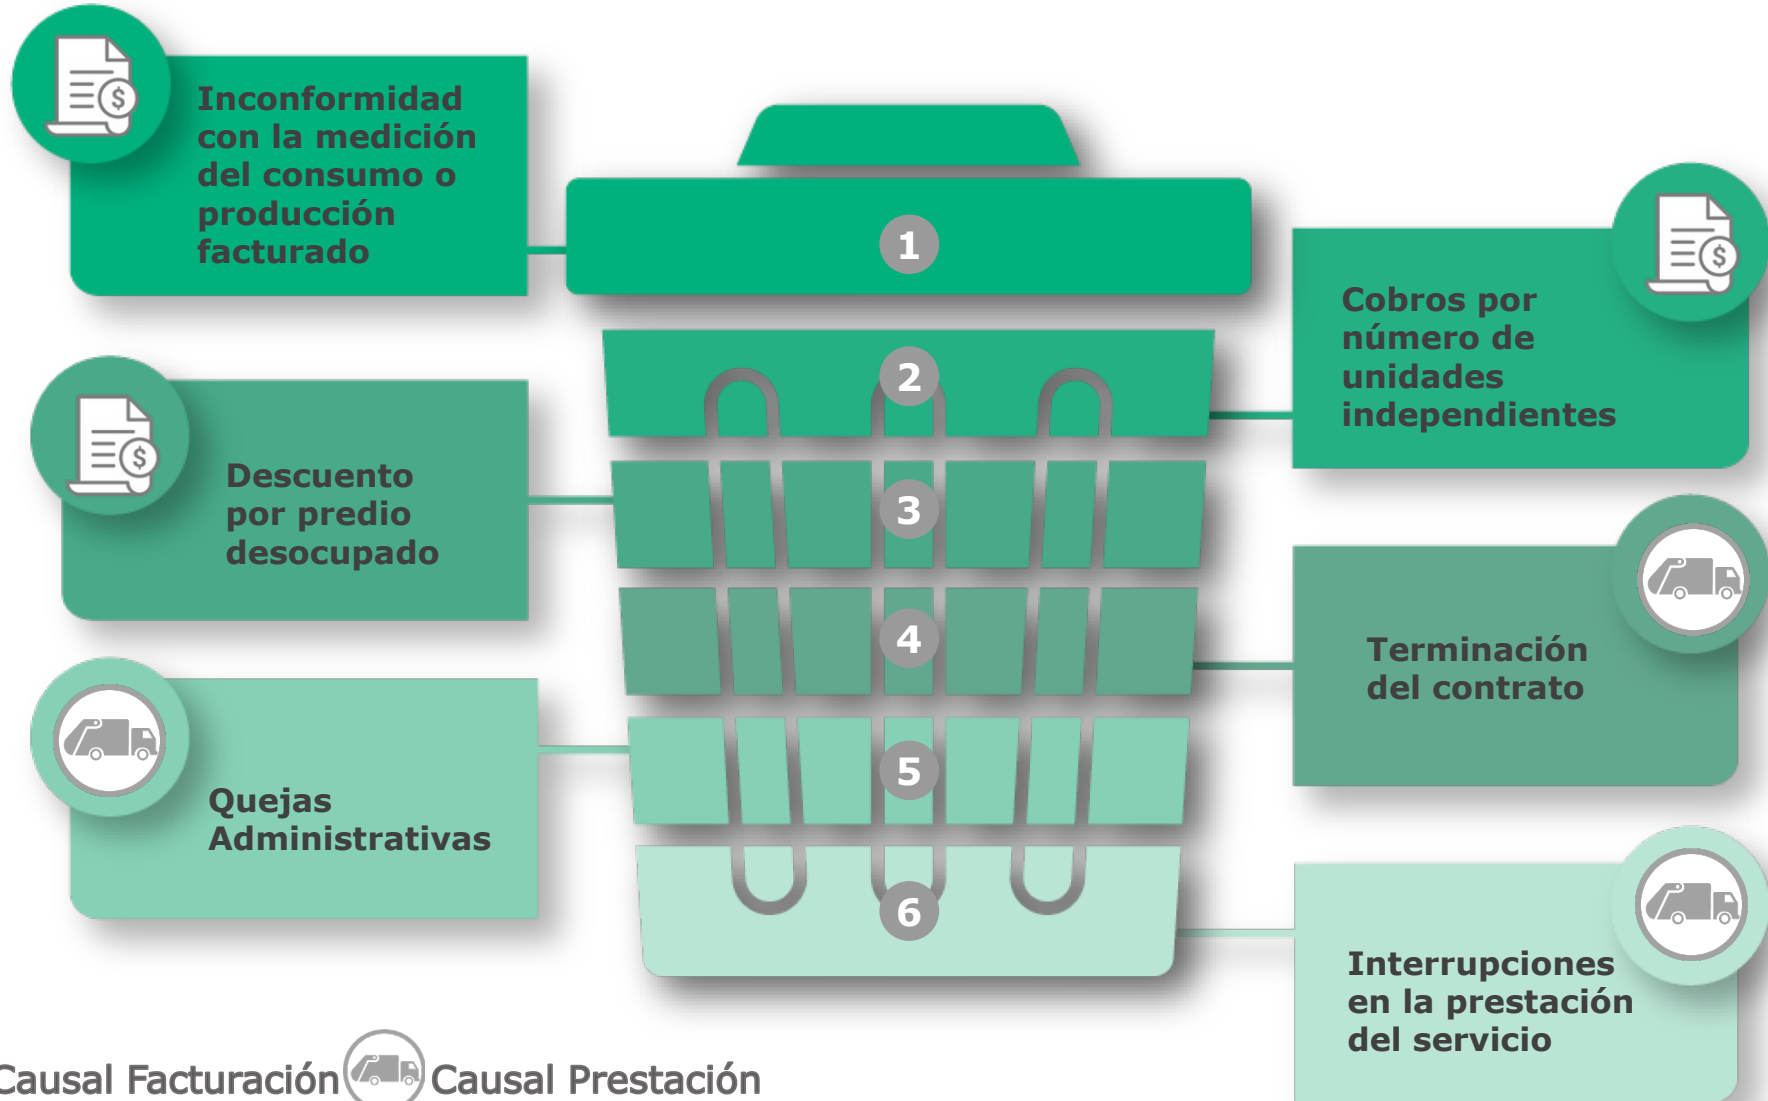 Inconformidad
con la medición
del consumo o
producción
facturado
1
Cobros por
número de
unidades
independientes
2
Descuento
por predio
desocupado
3
Terminación
del contrato
4
Quejas
Administrativas
5
Interrupciones
en la prestación
del servicio
6
Causal Facturación Causal Prestación